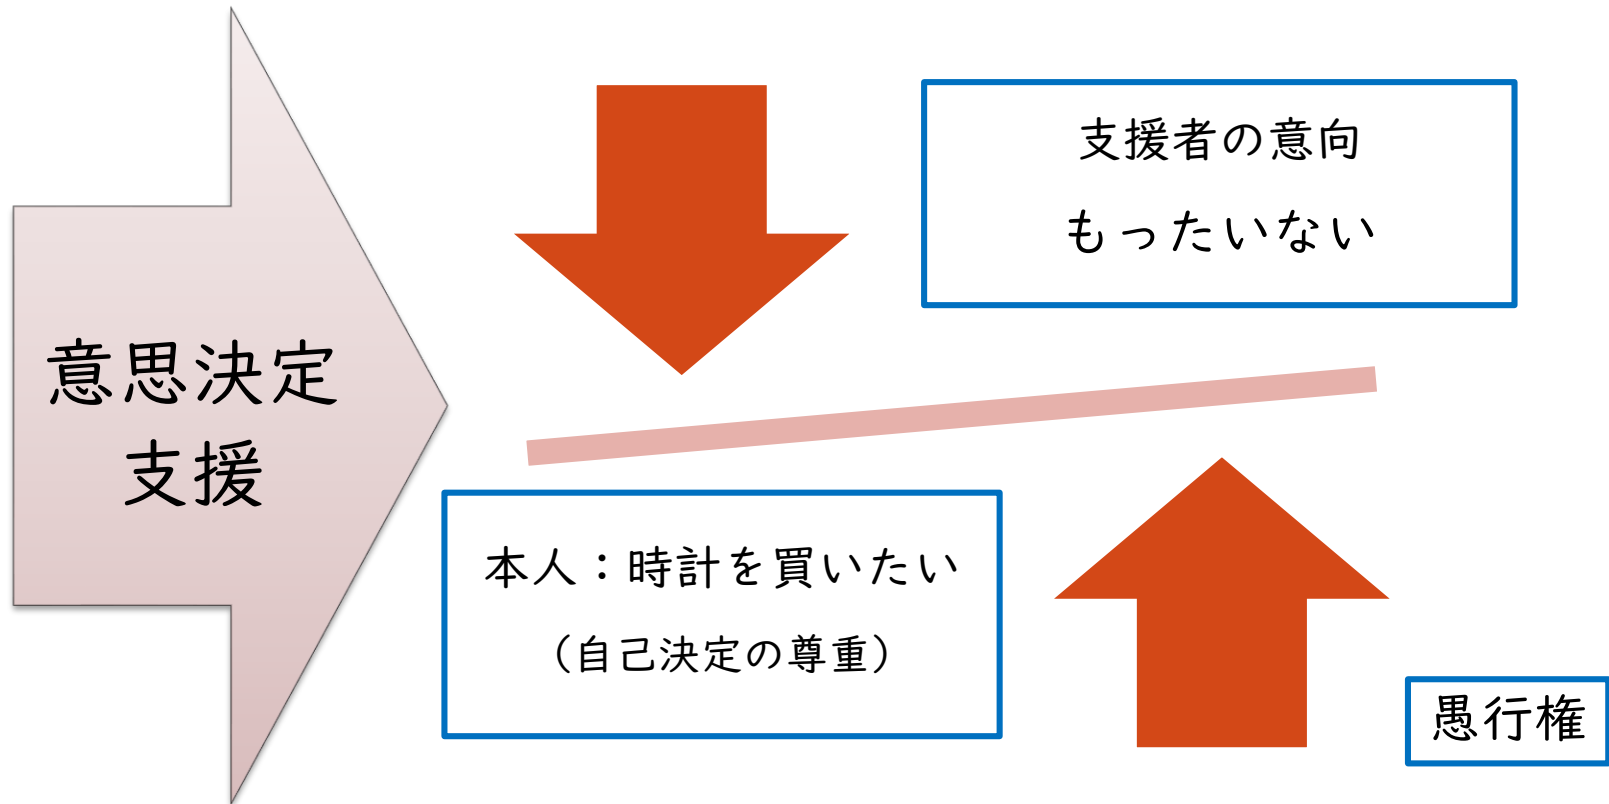 意思決定
支援
支援者の意向
もったいない
本人：時計を買いたい
（自己決定の尊重）
愚行権